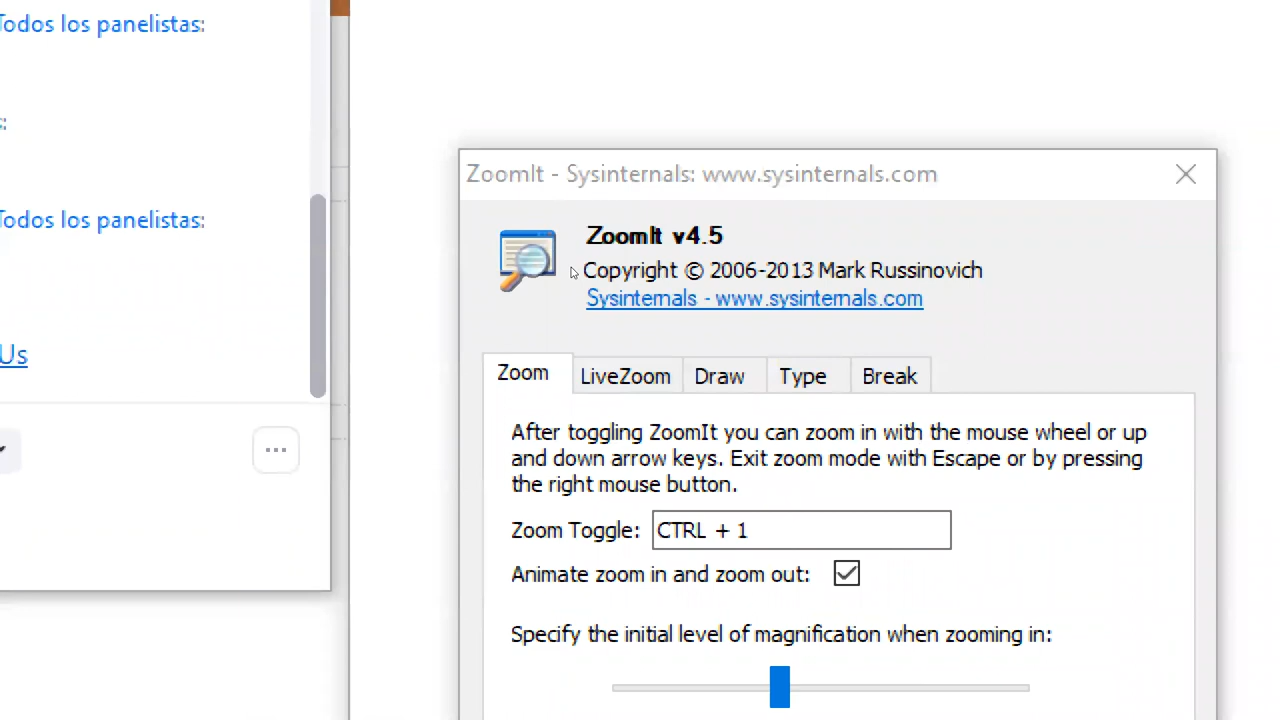 Todos los panelistas:
s:
Todos los panelistas:
Us
...
ZoomIt - Sysinternals: www.sysinternals.com
ZoomIt v4.5
Copyright © 2006-2013 Mark Russinovich
Sysinternals - www.sysinternals.com
Zoom LiveZoom Draw Type Break
After toggling ZoomIt you can zoom in with the mouse wheel or up
and down arrow keys. Exit zoom mode with Escape or by pressing
the right mouse button.
Zoom Toggle: CTRL + 1
Animate zoom in and zoom out:
Specify the initial level of magnification when zooming in: